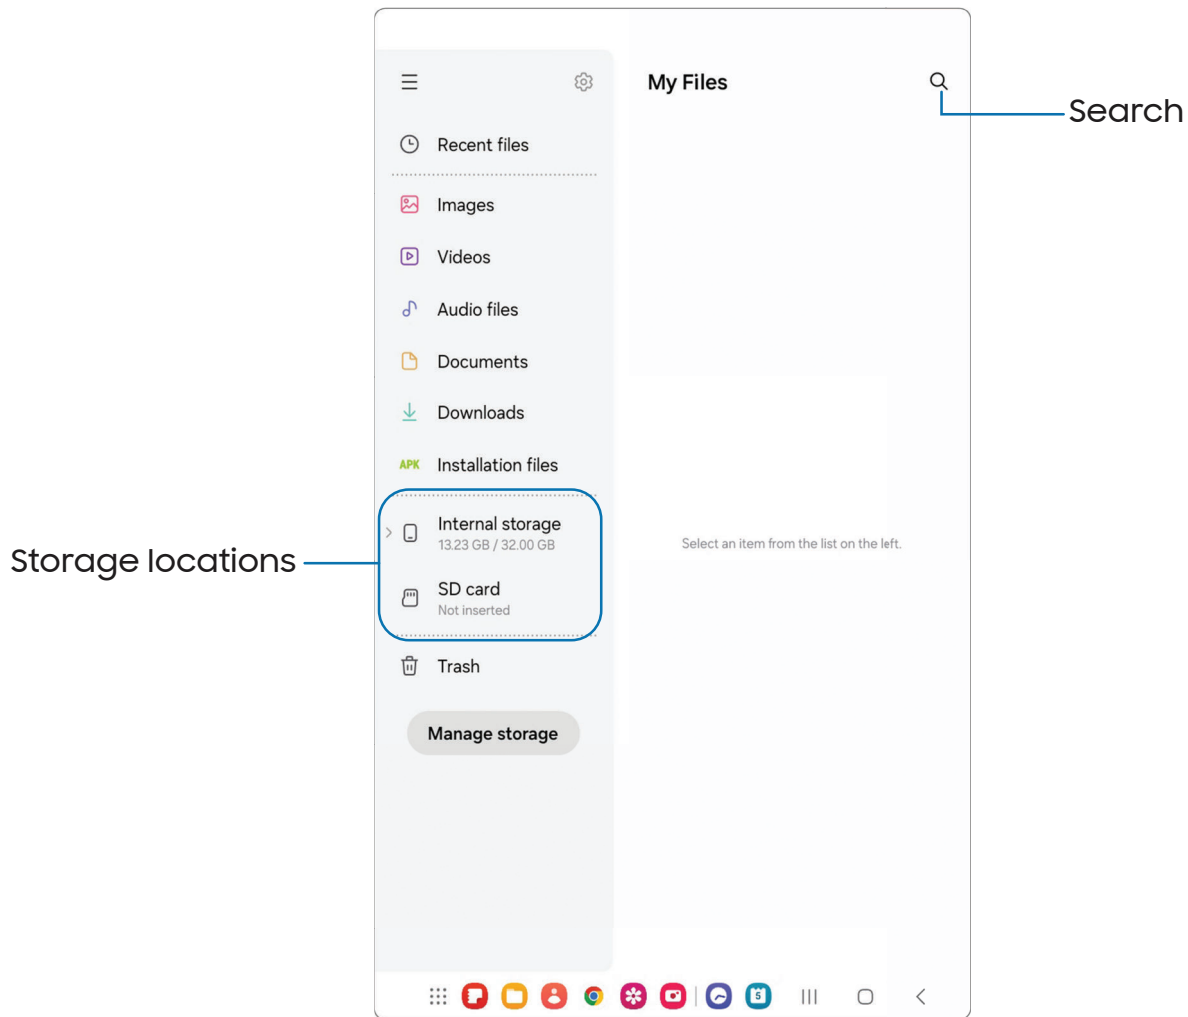 My Files
Search
Recent files
Images
Videos
Audio files
Documents
Downloads
APK Installation files
Storage locations
Internal storage
13.23 GB / 32.00 GB
Select an item from the list on the left.
SD card
Not inserted
Trash
Manage storage
S